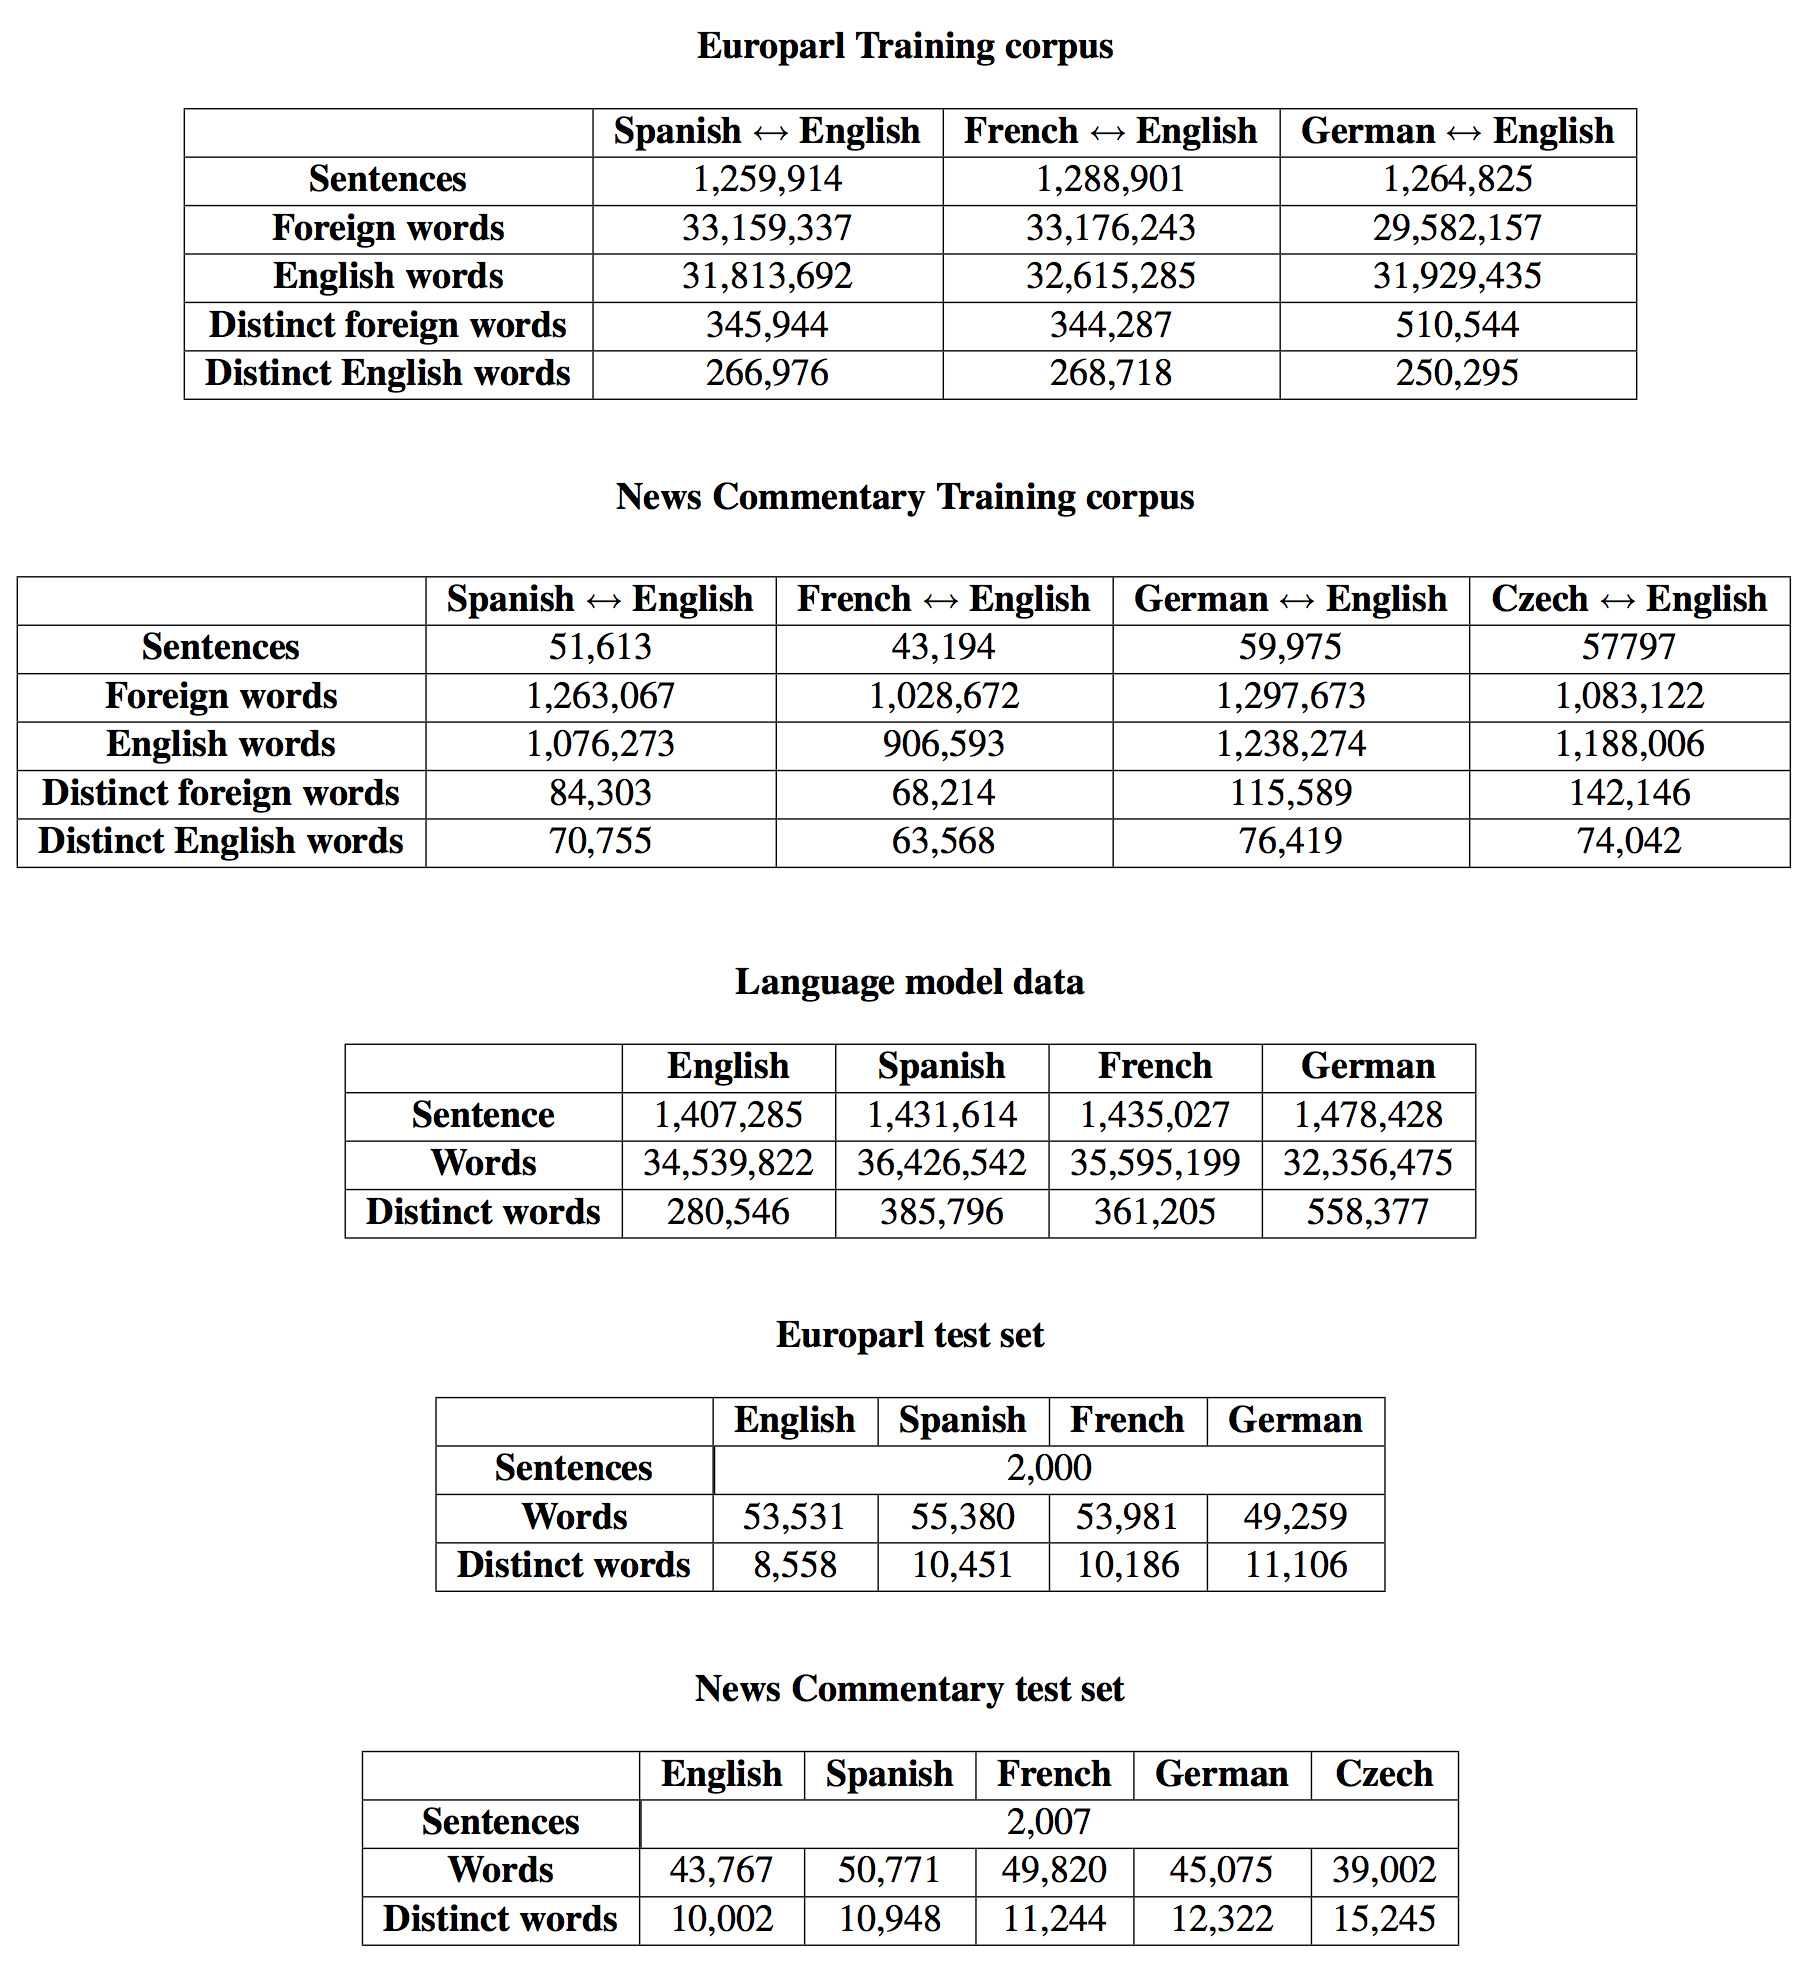 Europarl Training corpus
Spanish ↔ English French ↔ English German ↔ English
Sentences 1,259,914 1,288,901 1,264,825
Foreign words 33,159,337 33,176,243 29,582,157
English words 31,813,692 32,615,285 31,929,435
Distinct foreign words 345,944 344,287 510,544
Distinct English words 266,976 268,718 250,295
News Commentary Training corpus
Spanish ↔ English French ↔ English German ↔ English Czech ↔ English
Sentences 51,613 43,194 59,975 57797
Foreign words 1,263,067 1,028,672 1,297,673 1,083,122
English words 1,076,273 906,593 1,238,274 1,188,006
Distinct foreign words 84,303 68,214 115,589 142,146
Distinct English words 70,755 63,568 76,419 74,042
Language model data
English Spanish French German
Sentence 1,407,285 1,431,614 1,435,027 1,478,428
Words 34,539,822 36,426,542 35,595,199 32,356,475
Distinct words 280,546 385,796 361,205 558,377
Europarl test set
English Spanish French German
Sentences 2,000
Words 53,531 55,380 53,981 49,259
Distinct words 8,558 10,451 10,186 11,106
News Commentary test set
English Spanish French German Czech
Sentences 2,007
Words 43,767 50,771 49,820 45,075 39,002
Distinct words 10,002 10,948 11,244 12,322 15,245